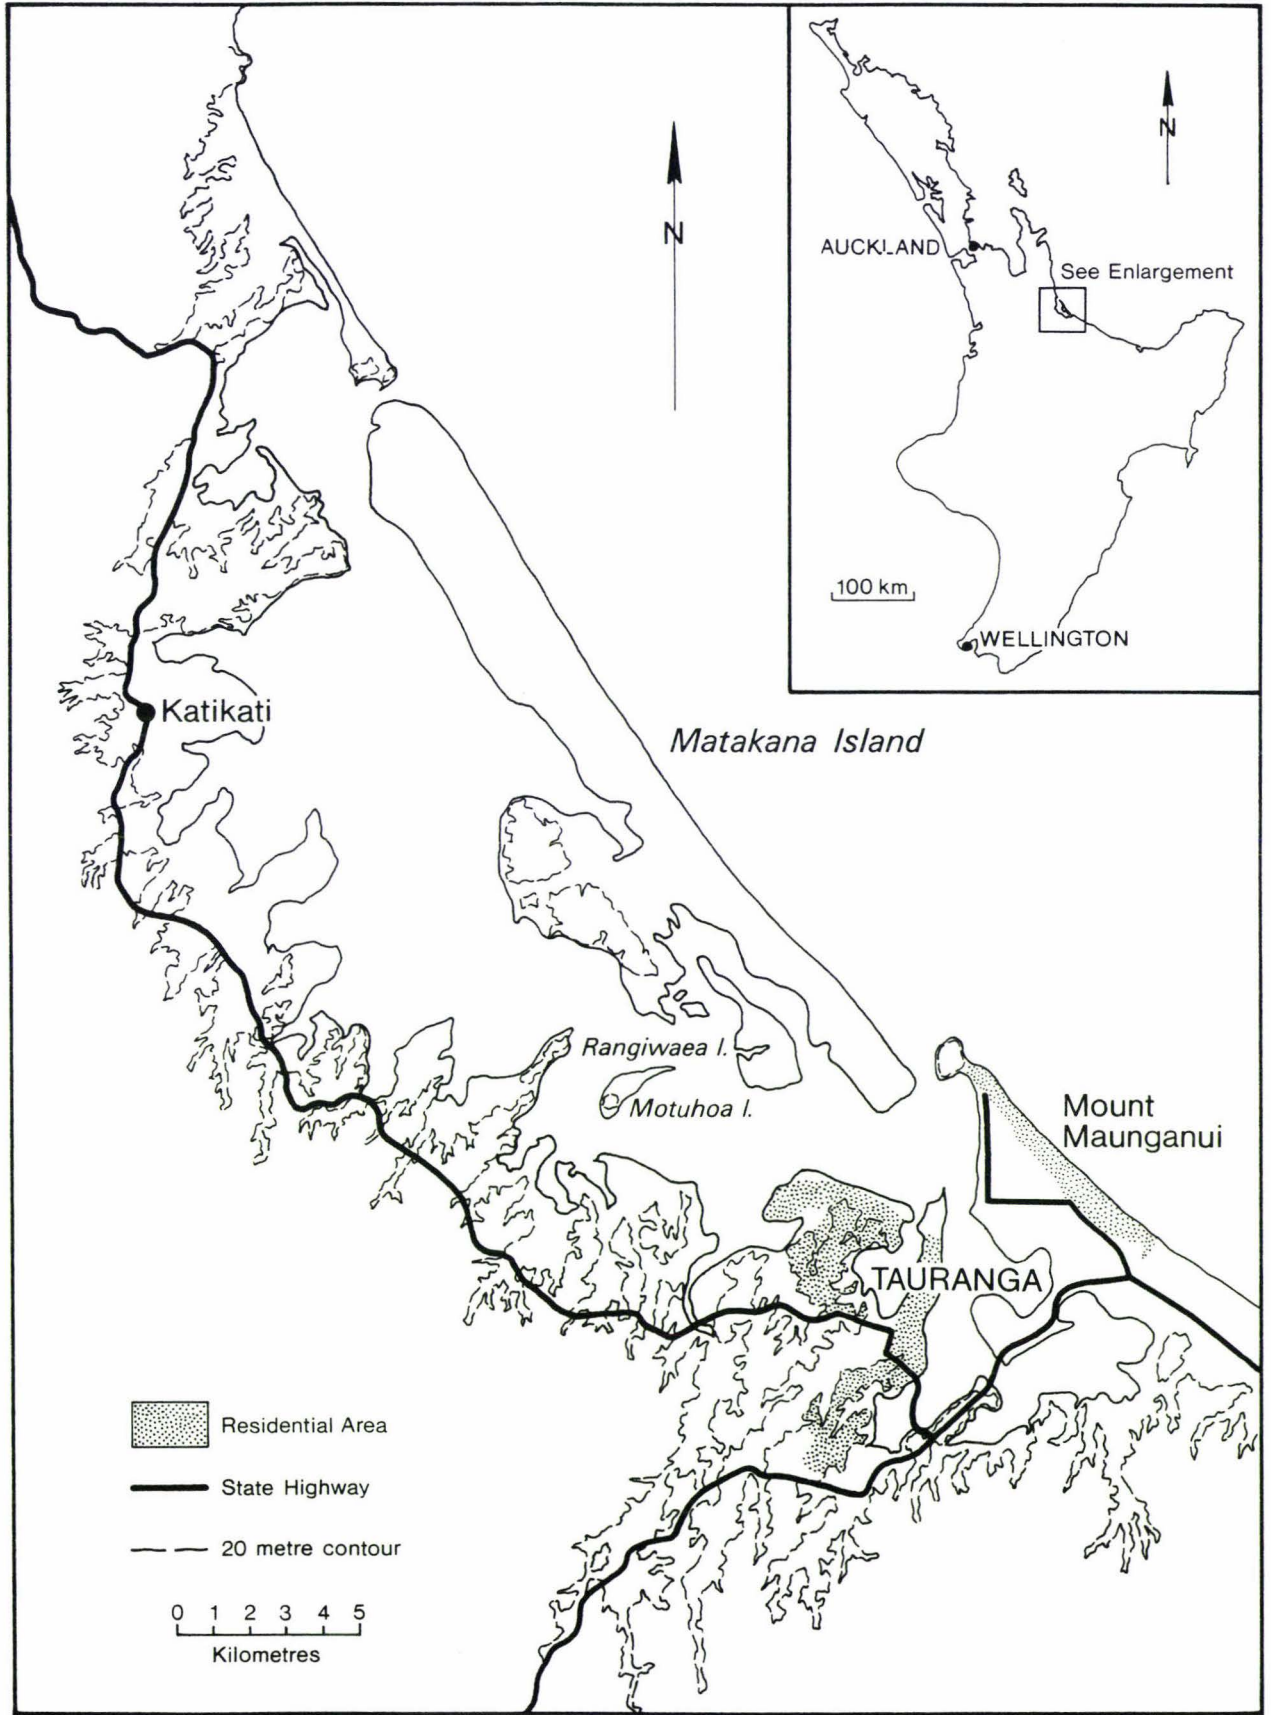 N
N
AUCKLAND
See Enlargement
100 km
WELLINGTON
Katikati
Matakana Island
Rangiwaea I.
Motuhoa I.
Mount
Maunganui
TAURANGA
Residential Area
State Highway
20 metre contour
0 1 2 3 4 5
Kilometres